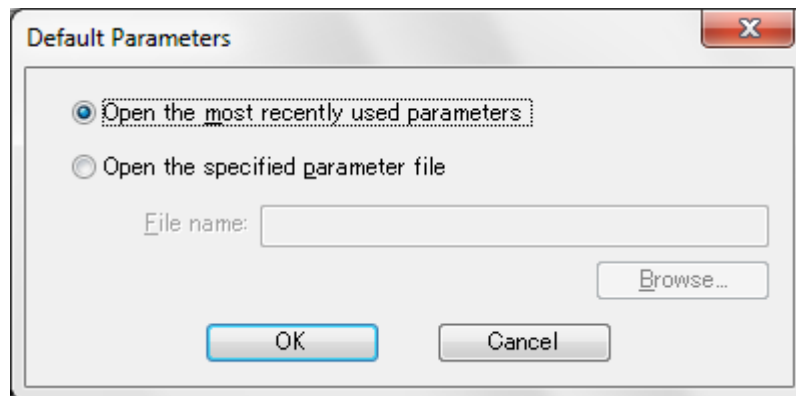 Default Parameters
Open the most recently used parameters
Open the specified parameter file
File name:
Browse...
OK Cancel